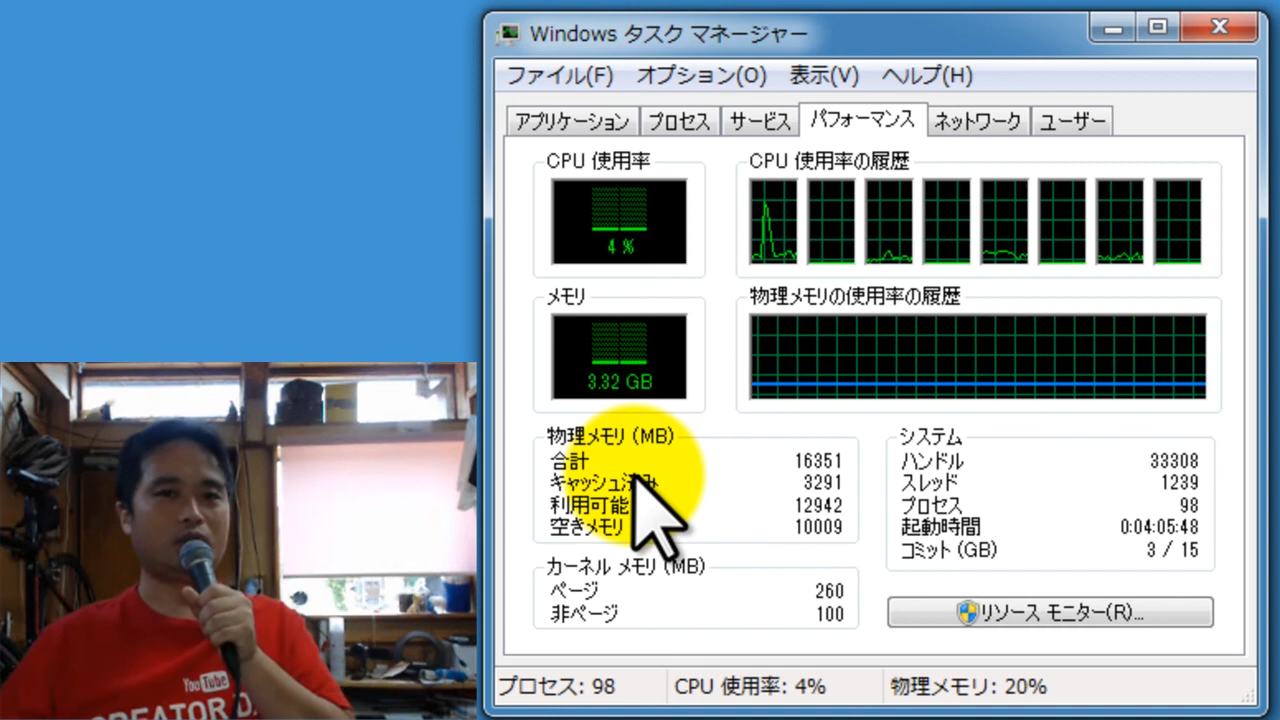 Windows タスク マネージャー
ファイル(F) オプション(O) 表示(V) ヘルプ(H)
アプリケーション プロセス サービス パフォーマンス ネットワーク ユーザー
CPU 使用率
4 %
CPU 使用率の履歴
メモリ
3.32 GB
物理メモリの使用率の履歴
物理メモリ (MB)
合計 16351
キャッシュ済み 3291
利用可能 12942
空きメモリ 10009
カーネル メモリ (MB)
ページ 260
非ページ 100
システム
ハンドル 33308
スレッド 1239
プロセス 98
起動時間 0:04:05:48
コミット (GB) 3 / 15
リソース モニター(R)...
プロセス: 98 CPU 使用率: 4% 物理メモリ: 20%
YouTube
CREATOR DA